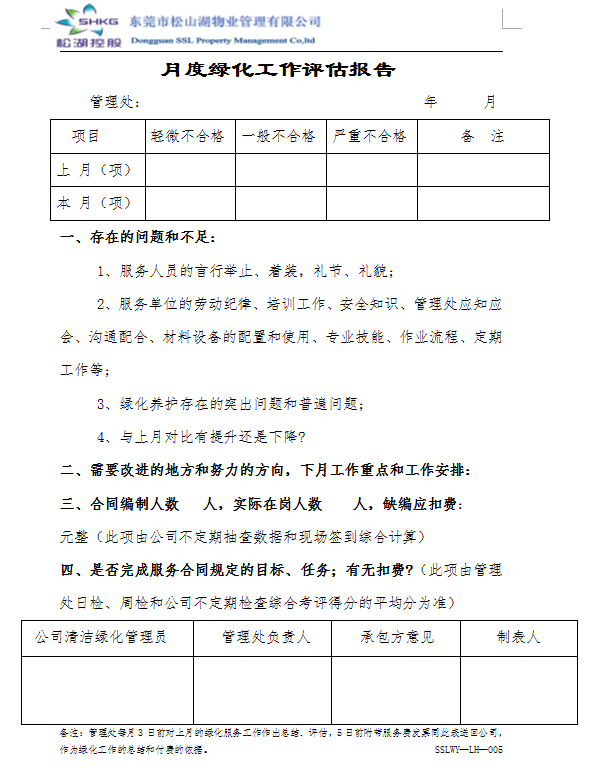 SHKG
松湖控股
东莞市松山湖物业管理有限公司
Dongguan SSL Property Management Co,ltd
月度绿化工作评估报告
管理处: 年 月
项目 轻微不合格 一般不合格 严重不合格 备 注
上 月（项）
本 月（项）
一、存在的问题和不足:
1、服务人员的言行举止、着装，礼节、礼貌；
2、服务单位的劳动纪律、培训工作、安全知识、管理处应知应
会、沟通配合、材料设备的配置和使用、专业技能、作业流程、定期
工作等；
3、绿化养护存在的突出问题和普遍问题；
4、与上月对比有提升还是下降?
二、需要改进的地方和努力的方向，下月工作重点和工作安排:
三、合同编制人数 人，实际在岗人数 人，缺编应扣费:
元整（此项由公司不定期抽查数据和现场签到综合计算）
四、是否完成服务合同规定的目标、任务；有无扣费?（此项由管理
处日检、周检和公司不定期检查综合考评得分的平均分为准）
公司清洁绿化管理员 管理处负责人 承包方意见 制表人
备注: 管理处每月 3 日前对上月的绿化服务工作作出总结、评估，5 日前附带服务费发票同此表送回公司，
作为绿化工作的总结和付费的依据。 SSLWY—LH—005